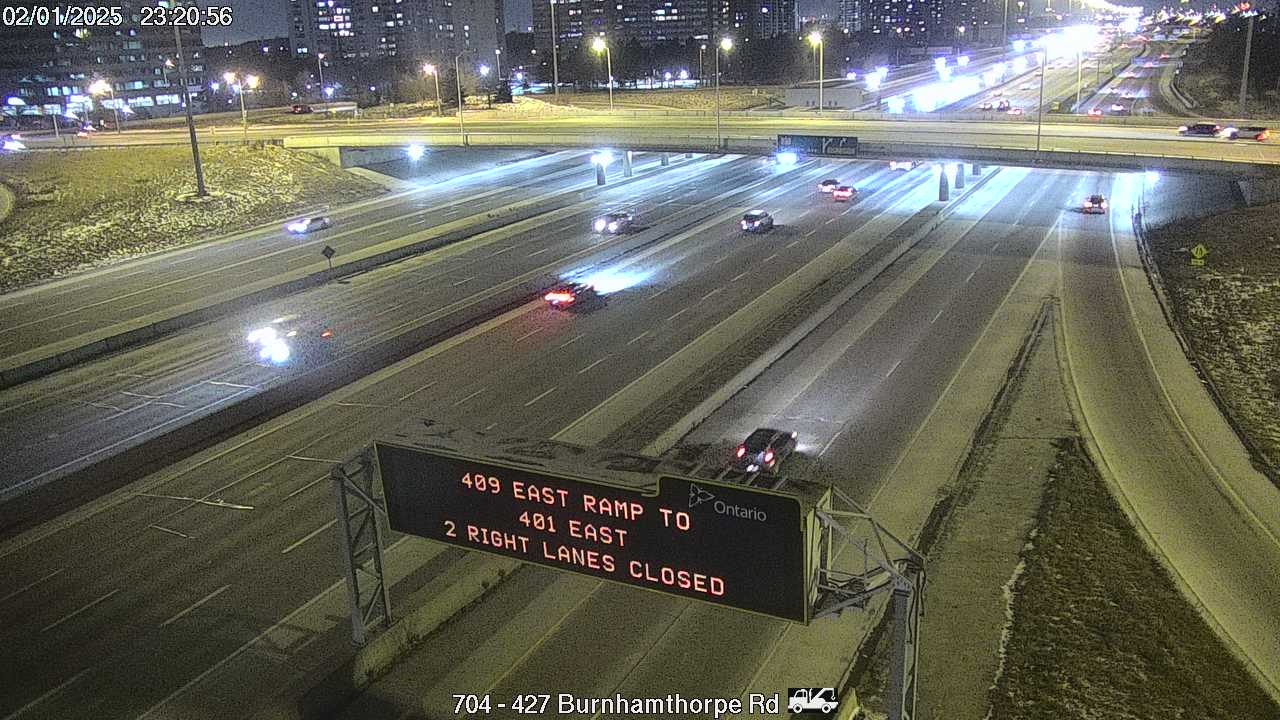 02/01/2025 23:20:56
Ontario
409 EAST RAMP TO
401 EAST
2 RIGHT LANES CLOSED
704 - 427 Burnhamthorpe Rd